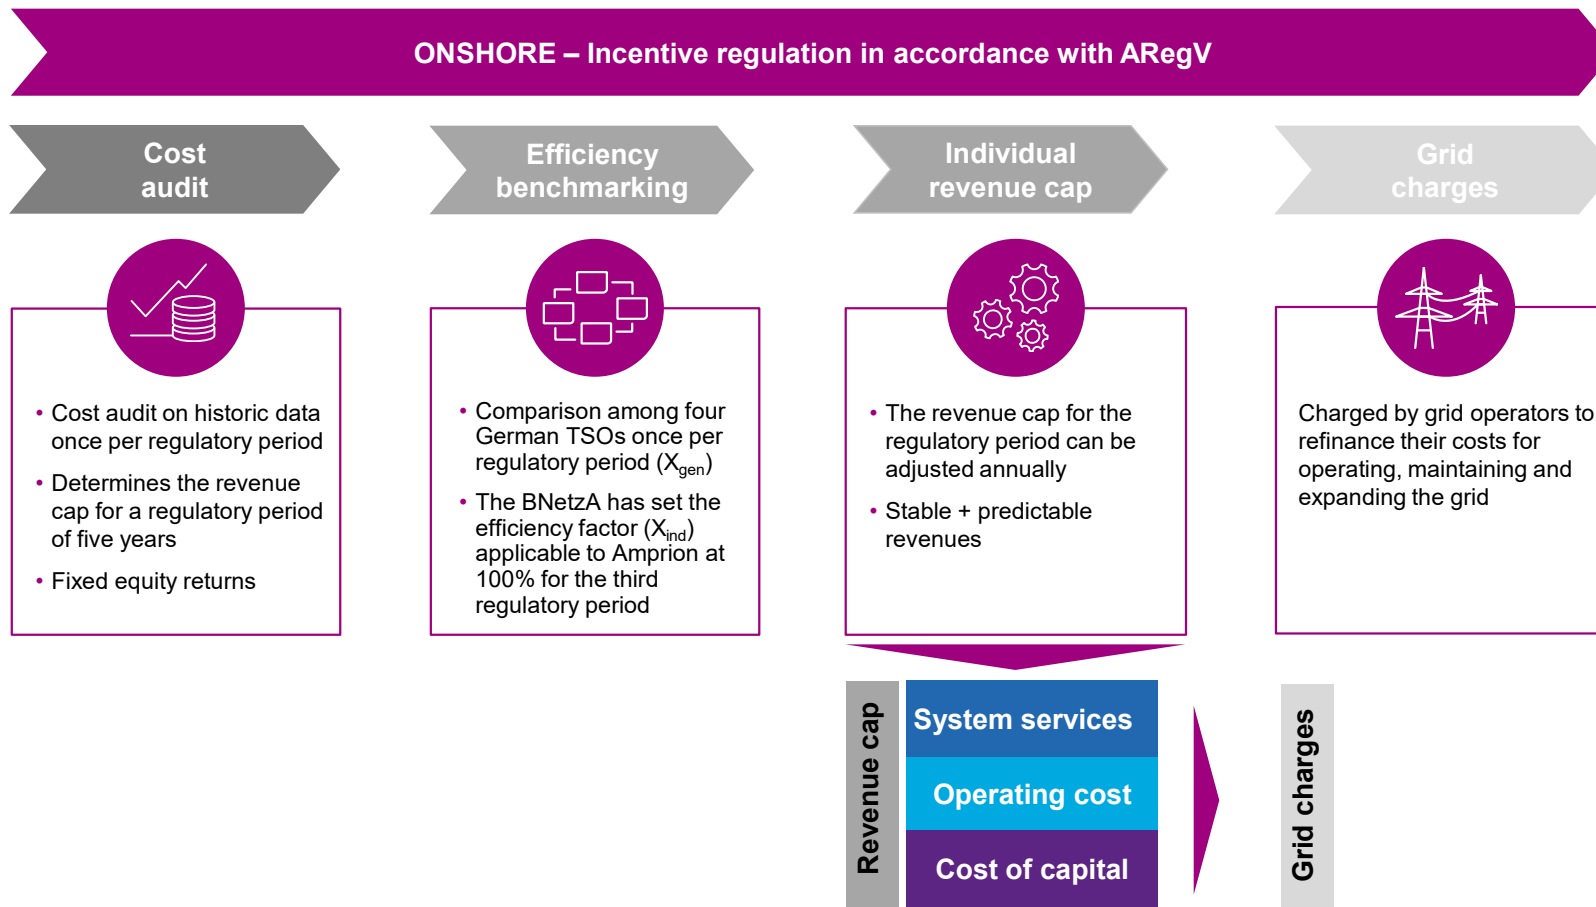 ONSHORE – Incentive regulation in accordance with ARegV
Cost
audit
Efficiency
benchmarking
Individual
revenue cap
Grid
charges
• Cost audit on historic data
once per regulatory period
• Determines the revenue
cap for a regulatory period
of five years
• Fixed equity returns
• Comparison among four
German TSOs once per
regulatory period (Xgen)
• The BNetzA has set the
efficiency factor (Xind)
applicable to Amprion at
100% for the third
regulatory period
• The revenue cap for the
regulatory period can be
adjusted annually
• Stable + predictable
revenues
Charged by grid operators to
refinance their costs for
operating, maintaining and
expanding the grid
Revenue cap
System services
Operating cost
Cost of capital
Grid charges